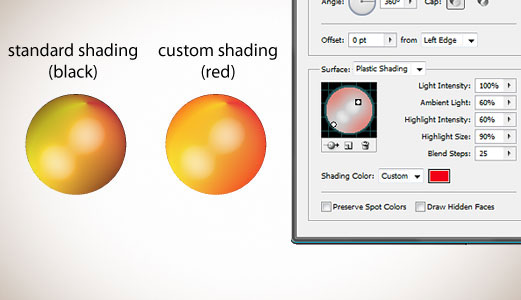 standard shading
(black)
custom shading
(red)
Angle: 360° Cap:
Offset: 0 pt from Left Edge
Surface: Plastic Shading
Light Intensity: 100%
Ambient Light: 60%
Highlight Intensity: 60%
Highlight Size: 90%
Blend Steps: 25
Shading Color: Custom
Preserve Spot Colors Draw Hidden Faces